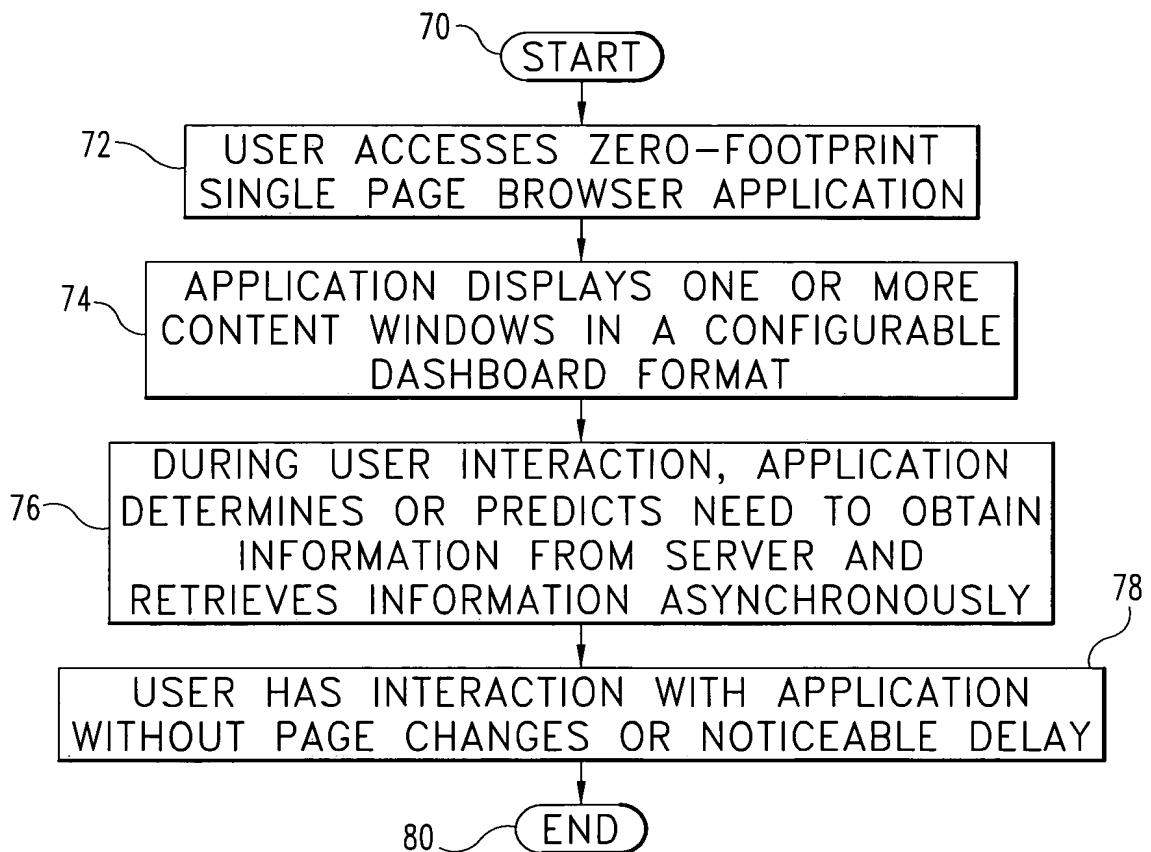 70
START
72
USER ACCESSES ZERO-FOOTPRINT
SINGLE PAGE BROWSER APPLICATION
74
APPLICATION DISPLAYS ONE OR MORE
CONTENT WINDOWS IN A CONFIGURABLE
DASHBOARD FORMAT
76
DURING USER INTERACTION, APPLICATION
DETERMINES OR PREDICTS NEED TO OBTAIN
INFORMATION FROM SERVER AND
RETRIEVES INFORMATION ASYNCHRONOUSLY
78
USER HAS INTERACTION WITH APPLICATION
WITHOUT PAGE CHANGES OR NOTICEABLE DELAY
80
END